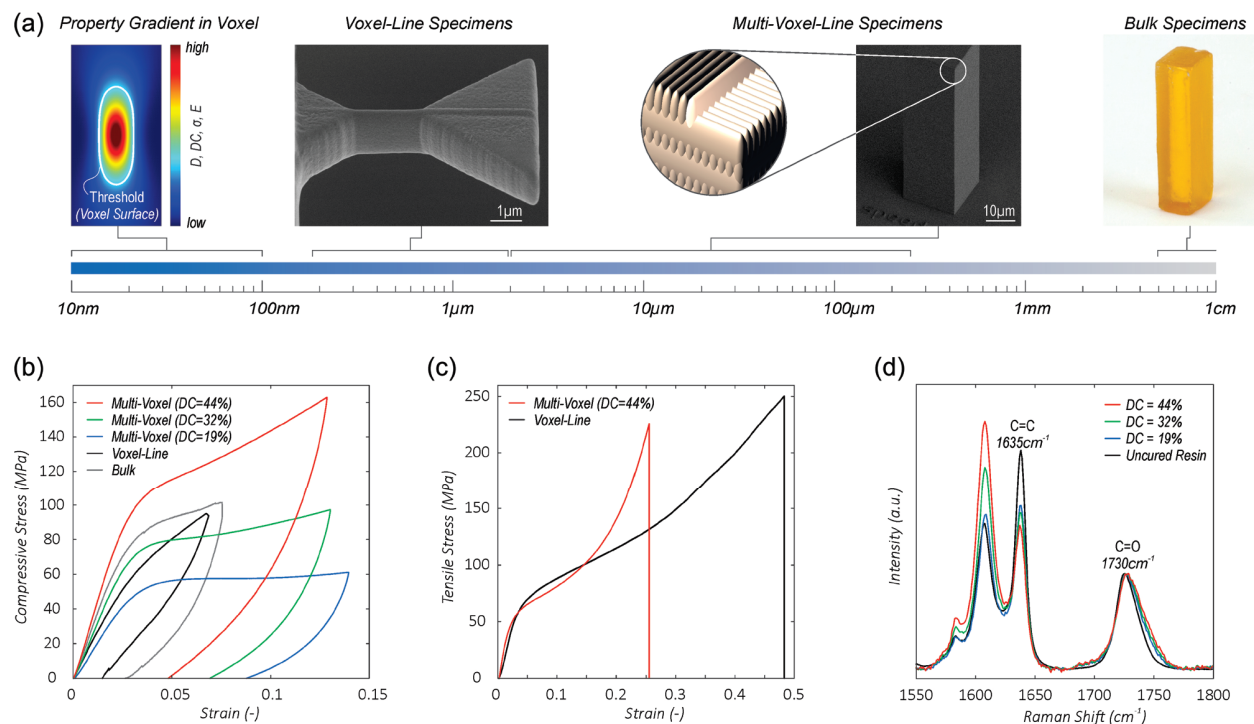 (a)
Property Gradient in Voxel
Voxel-Line Specimens
Multi-Voxel-Line Specimens
Bulk Specimens
high
D, DC, σ, E
low
Threshold
(Voxel Surface)
1µm
10µm
10nm 100nm 1µm 10µm 100µm 1mm 1cm
(b)
Multi-Voxel (DC=44%)
Multi-Voxel (DC=32%)
Multi-Voxel (DC=19%)
Voxel-Line
Bulk
Compressive Stress (MPa)
160
140
120
100
80
60
40
20
0
0 0.05 0.1 0.15
Strain (-)
(c)
Multi-Voxel (DC=44%)
Voxel-Line
Tensile Stress (MPa)
250
200
150
100
50
0
0 0.1 0.2 0.3 0.4 0.5
Strain (-)
(d)
DC = 44%
DC = 32%
DC = 19%
Uncured Resin
C=C
1635cm⁻¹
C=O
1730cm⁻¹
Intensity (a.u.)
1550 1600 1650 1700 1750 1800
Raman Shift (cm⁻¹)